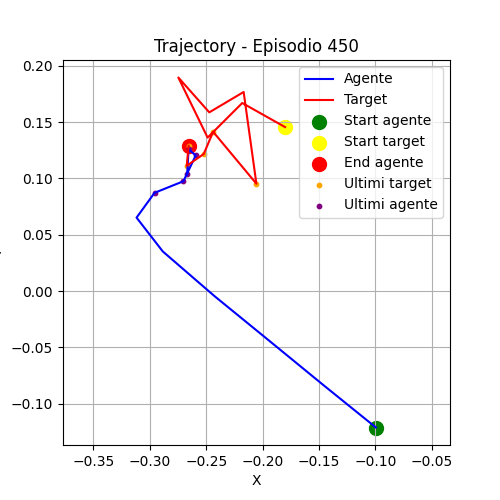 Trajectory - Episodio 450
Agente
Target
Start agente
Start target
End agente
Ultimi target
Ultimi agente
0.20
0.15
0.10
0.05
0.00
−0.05
−0.10
−0.35
−0.30
−0.25
−0.20
−0.15
−0.10
−0.05
X